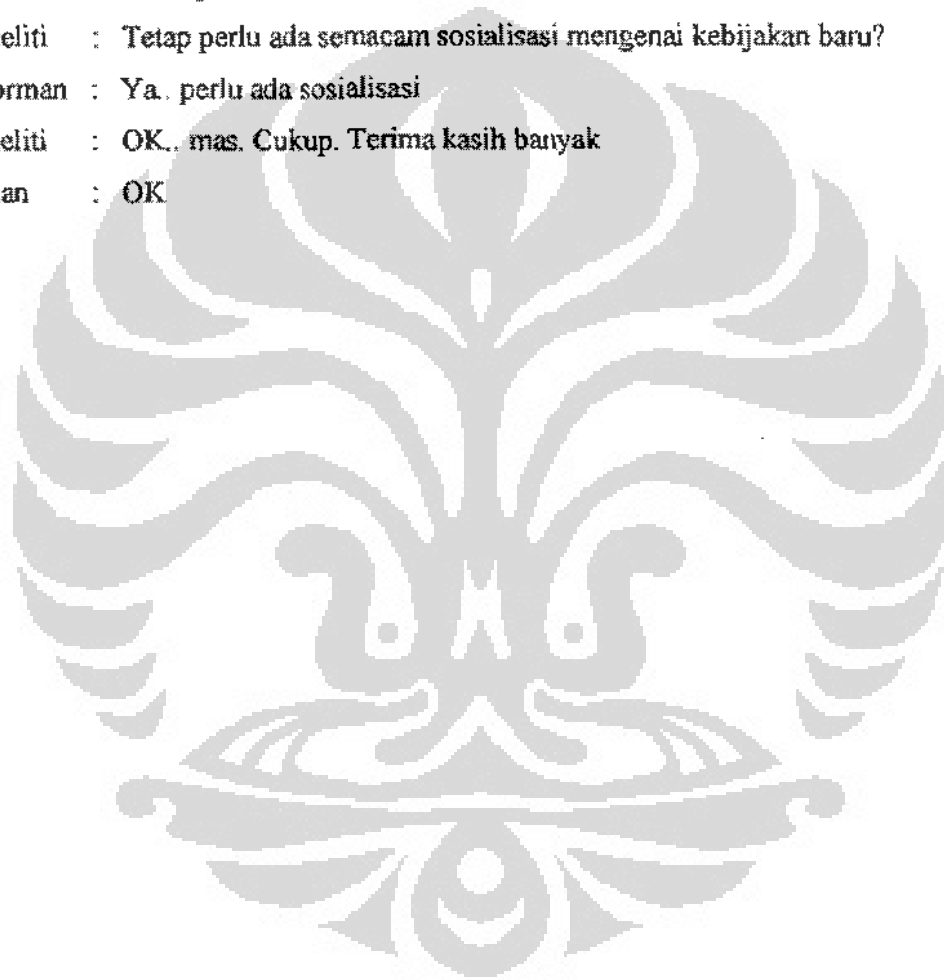 eliti : Tetap perlu ada semacam sosialisasi mengenai kebijakan baru?
orman : Ya.. perlu ada sosialisasi
eliti : OK.. mas. Cukup. Terima kasih banyak
an : OK